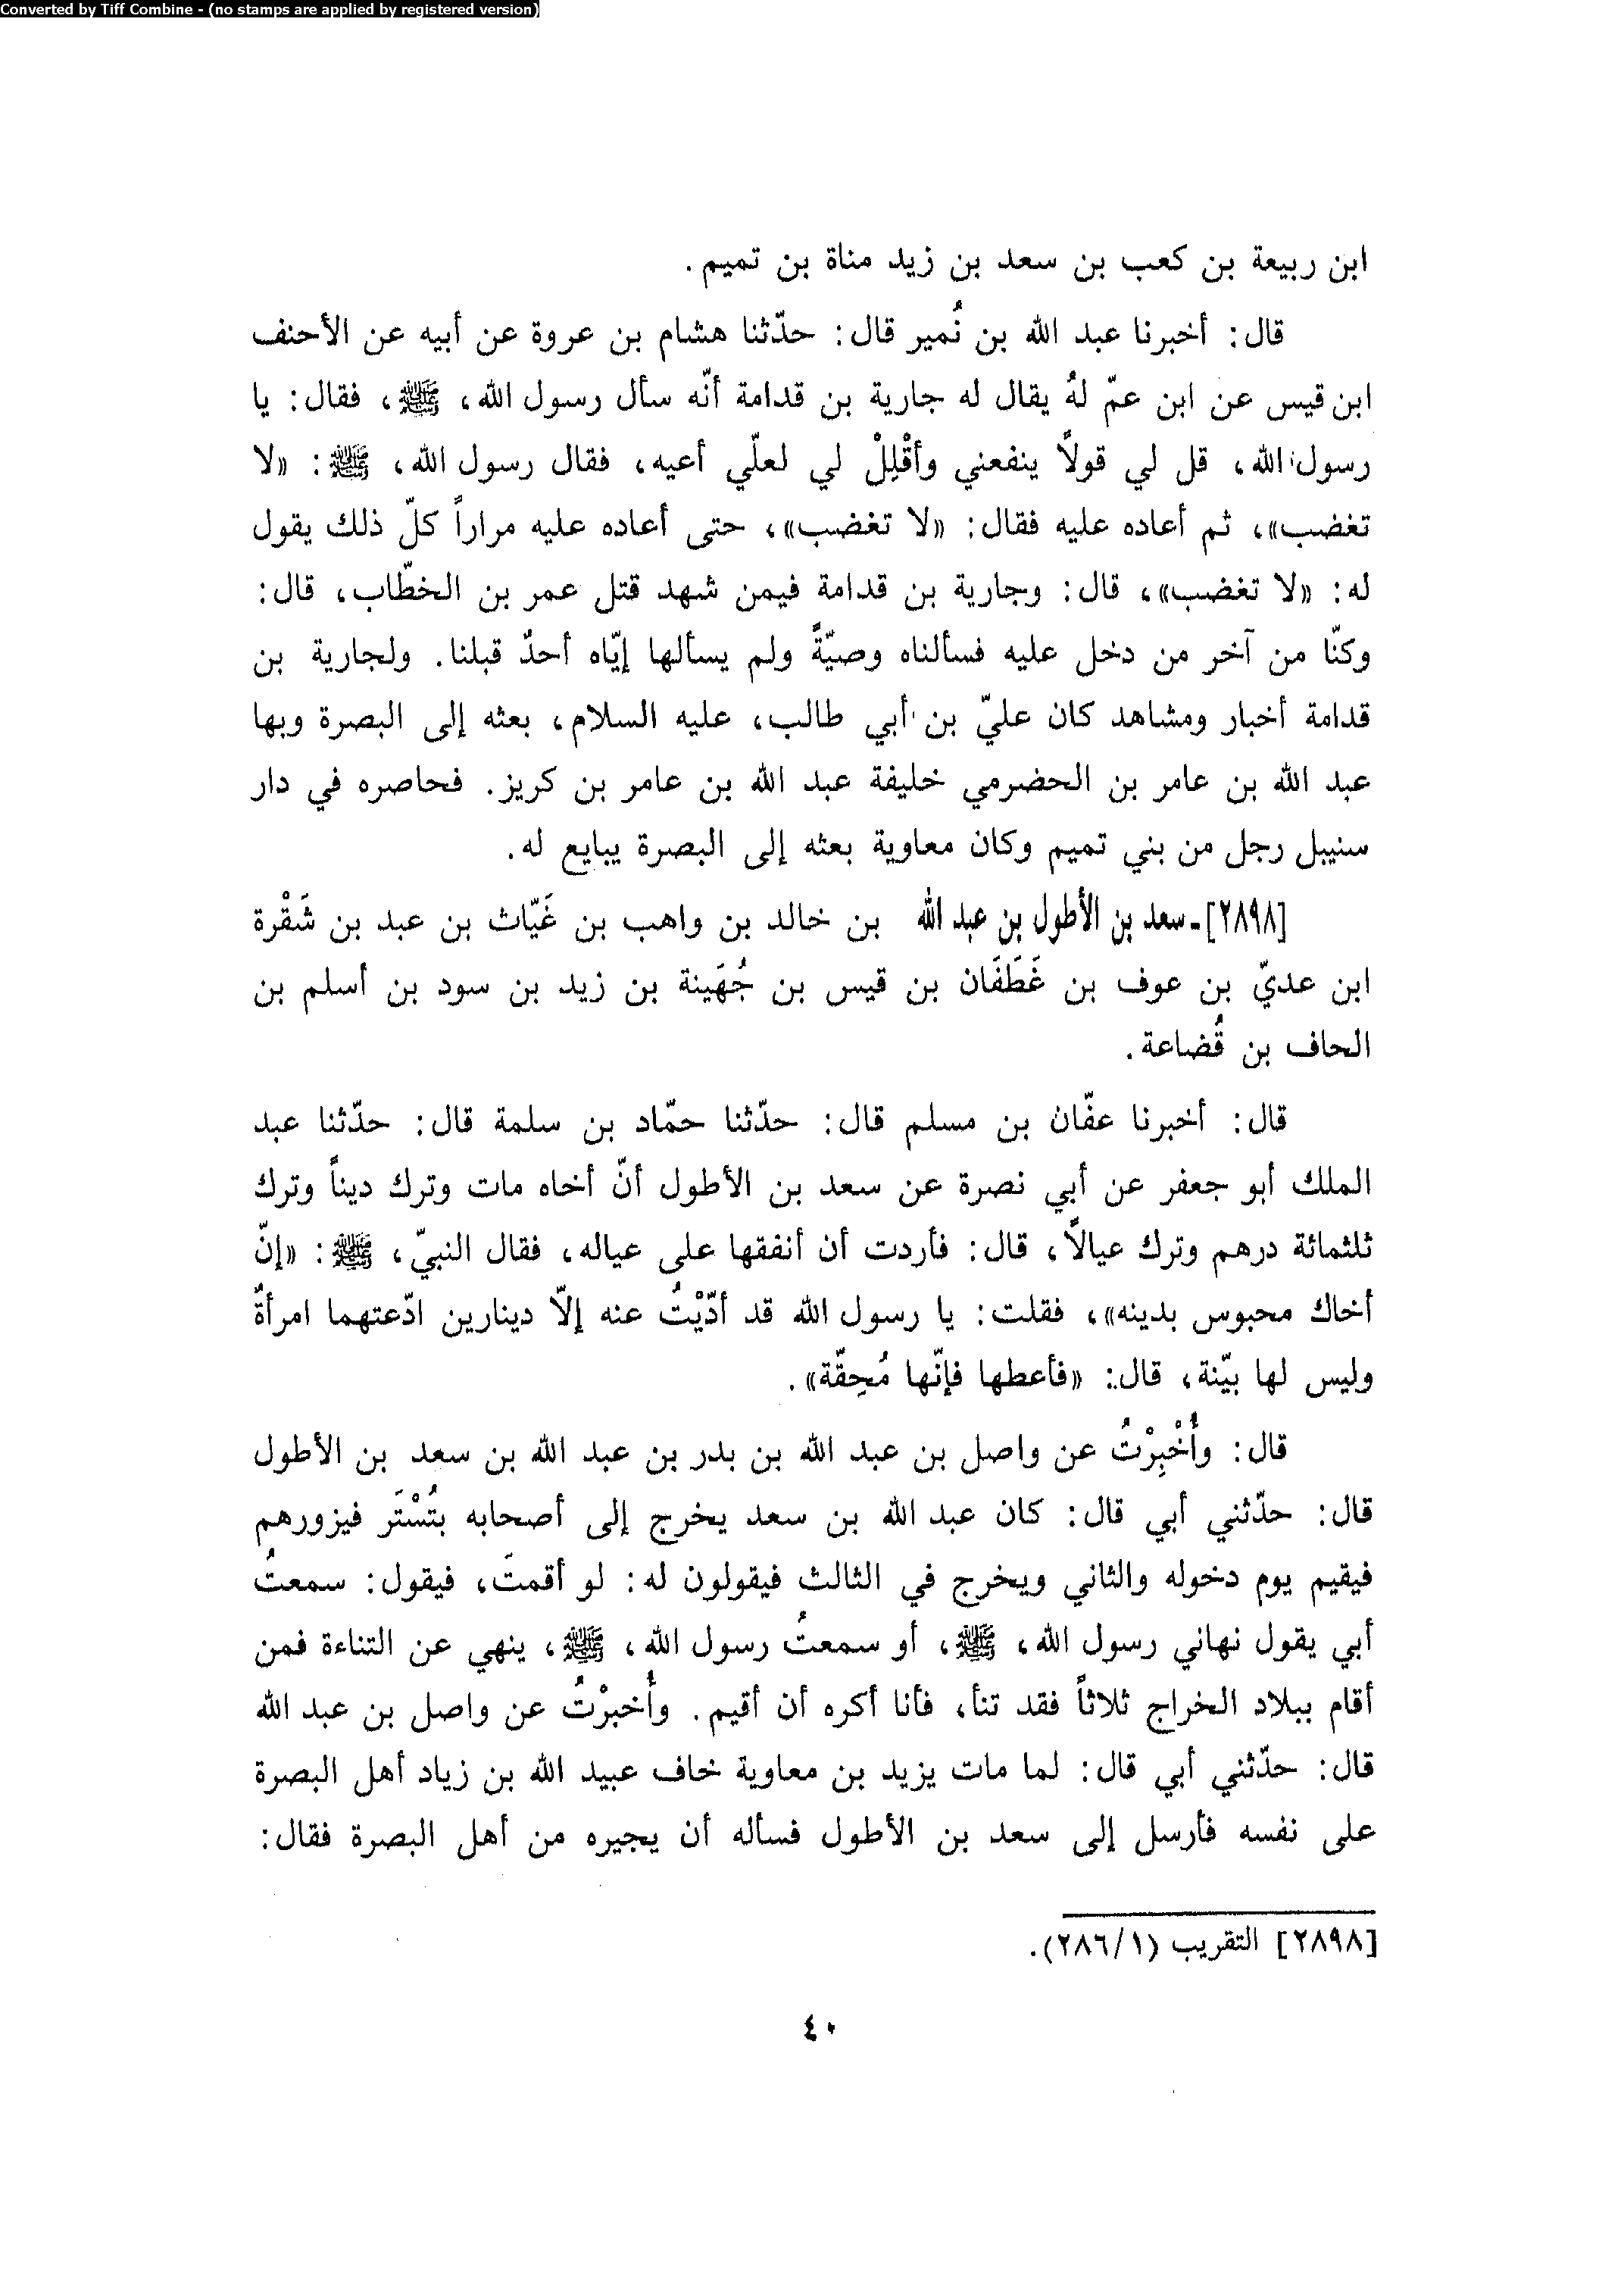 Converted by Tiff Combine - (no stamps are applied by registered version)
ابن ربيعة بن كعب بن سعد بن زيد مناة بن تميم.
قال: أخبرنا عبد الله بن نُمير قال: حدّثنا هشام بن عروة عن أبيه عن الأحنف
ابن قيس عن ابن عمّ لهُ يقال له جارية بن قدامة أنّه سأل رسول الله، ﷺ، فقال: يا
رسول الله، قل لي قولاً ينفعني وأقْلِلْ لي لعلّي أعيه، فقال رسول الله، ﷺ: «لا
تغضب»، ثم أعاده عليه فقال: «لا تغضب»، حتى أعاده عليه مراراً كلّ ذلك يقول
له: «لا تغضب»، قال: وجارية بن قدامة فيمن شهد قتل عمر بن الخطّاب، قال:
وكنّا من آخر من دخل عليه فسألناه وصيّةً ولم يسألها إيّاه أحدٌ قبلنا. ولجارية بن
قدامة أخبار ومشاهد كان عليّ بن أبي طالب، عليه السلام، بعثه إلى البصرة وبها
عبد الله بن عامر بن الحضرمي خليفة عبد الله بن عامر بن كريز. فحاصره في دار
سنبيل رجل من بني تميم وكان معاوية بعثه إلى البصرة يبايع له.
[٢٨٩٨]ـ سعد بن الأطول بن عبد الله بن خالد بن واهب بن غَيّاث بن عبد بن شَقْرة
ابن عديّ بن عوف بن غَطَفَان بن قيس بن جُهَينة بن زيد بن سود بن أسلم بن
الحاف بن قُضاعة.
قال: أخبرنا عفّان بن مسلم قال: حدّثنا حمّاد بن سلمة قال: حدّثنا عبد
الملك أبو جعفر عن أبي نصرة عن سعد بن الأطول أنّ أخاه مات وترك ديناً وترك
ثلثمائة درهم وترك عيالاً، قال: فأردت أن أنفقها على عياله، فقال النبيّ، ﷺ: «إنّ
أخاك محبوس بدينه»، فقلت: يا رسول الله قد أدّيْتُ عنه إلاّ دينارين ادّعتهما امرأةٌ
وليس لها بيّنة، قال: «فأعطها فإنّها مُحِقّة».
قال: وأُخْبِرْتُ عن واصل بن عبد الله بن بدر بن عبد الله بن سعد بن الأطول
قال: حدّثني أبي قال: كان عبد الله بن سعد يخرج إلى أصحابه بتُسْتَر فيزورهم
فيقيم يوم دخوله والثاني ويخرج في الثالث فيقولون له: لو أقمتَ، فيقول: سمعتُ
أبي يقول نهاني رسول الله، ﷺ، أو سمعتُ رسول الله، ﷺ، ينهي عن التناءة فمن
أقام ببلاد الخراج ثلاثاً فقد تنأ، فأنا أكره أن أقيم. وأُخبرْتُ عن واصل بن عبد الله
قال: حدّثني أبي قال: لما مات يزيد بن معاوية خاف عبيد الله بن زياد أهل البصرة
على نفسه فأرسل إلى سعد بن الأطول فسأله أن يجيره من أهل البصرة فقال:
[٢٨٩٨] التقريب (٢٨٦/١).
٤٠